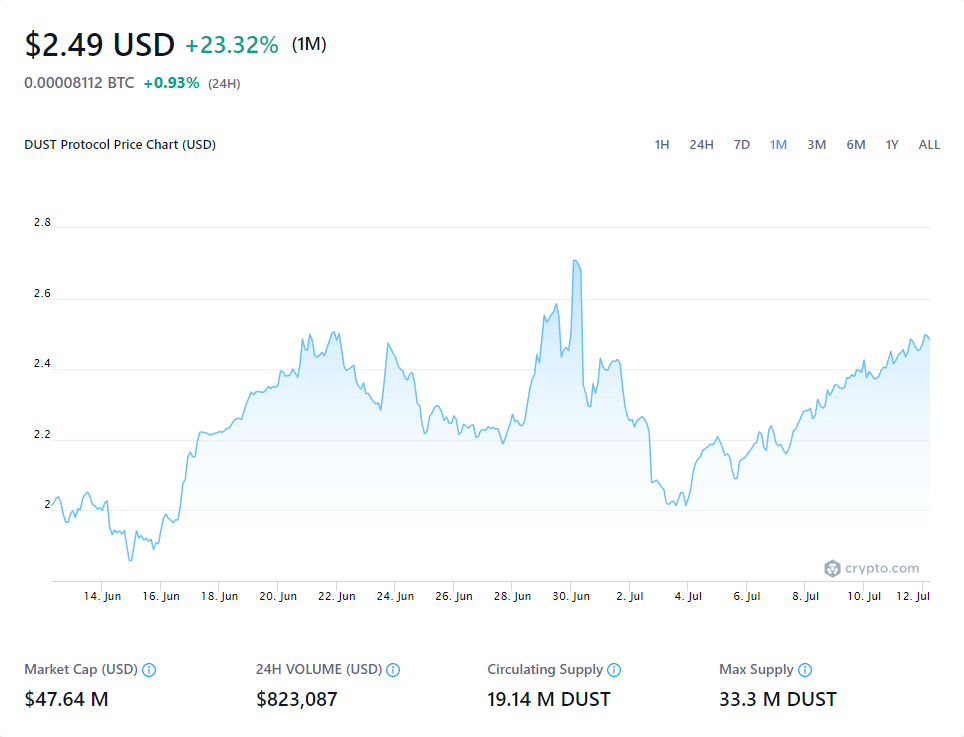 $2.49 USD +23.32% (1M)
0.00008112 BTC +0.93% (24H)
DUST Protocol Price Chart (USD) 1H 24H 7D 1M 3M 6M 1Y ALL
2.8
2.6
2.4
2.2
2
crypto.com
14. Jun 16. Jun 18. Jun 20. Jun 22. Jun 24. Jun 26. Jun 28. Jun 30. Jun 2. Jul 4. Jul 6. Jul 8. Jul 10. Jul 12. Jul
Market Cap (USD) 24H VOLUME (USD) Circulating Supply Max Supply
$47.64 M $823,087 19.14 M DUST 33.3 M DUST